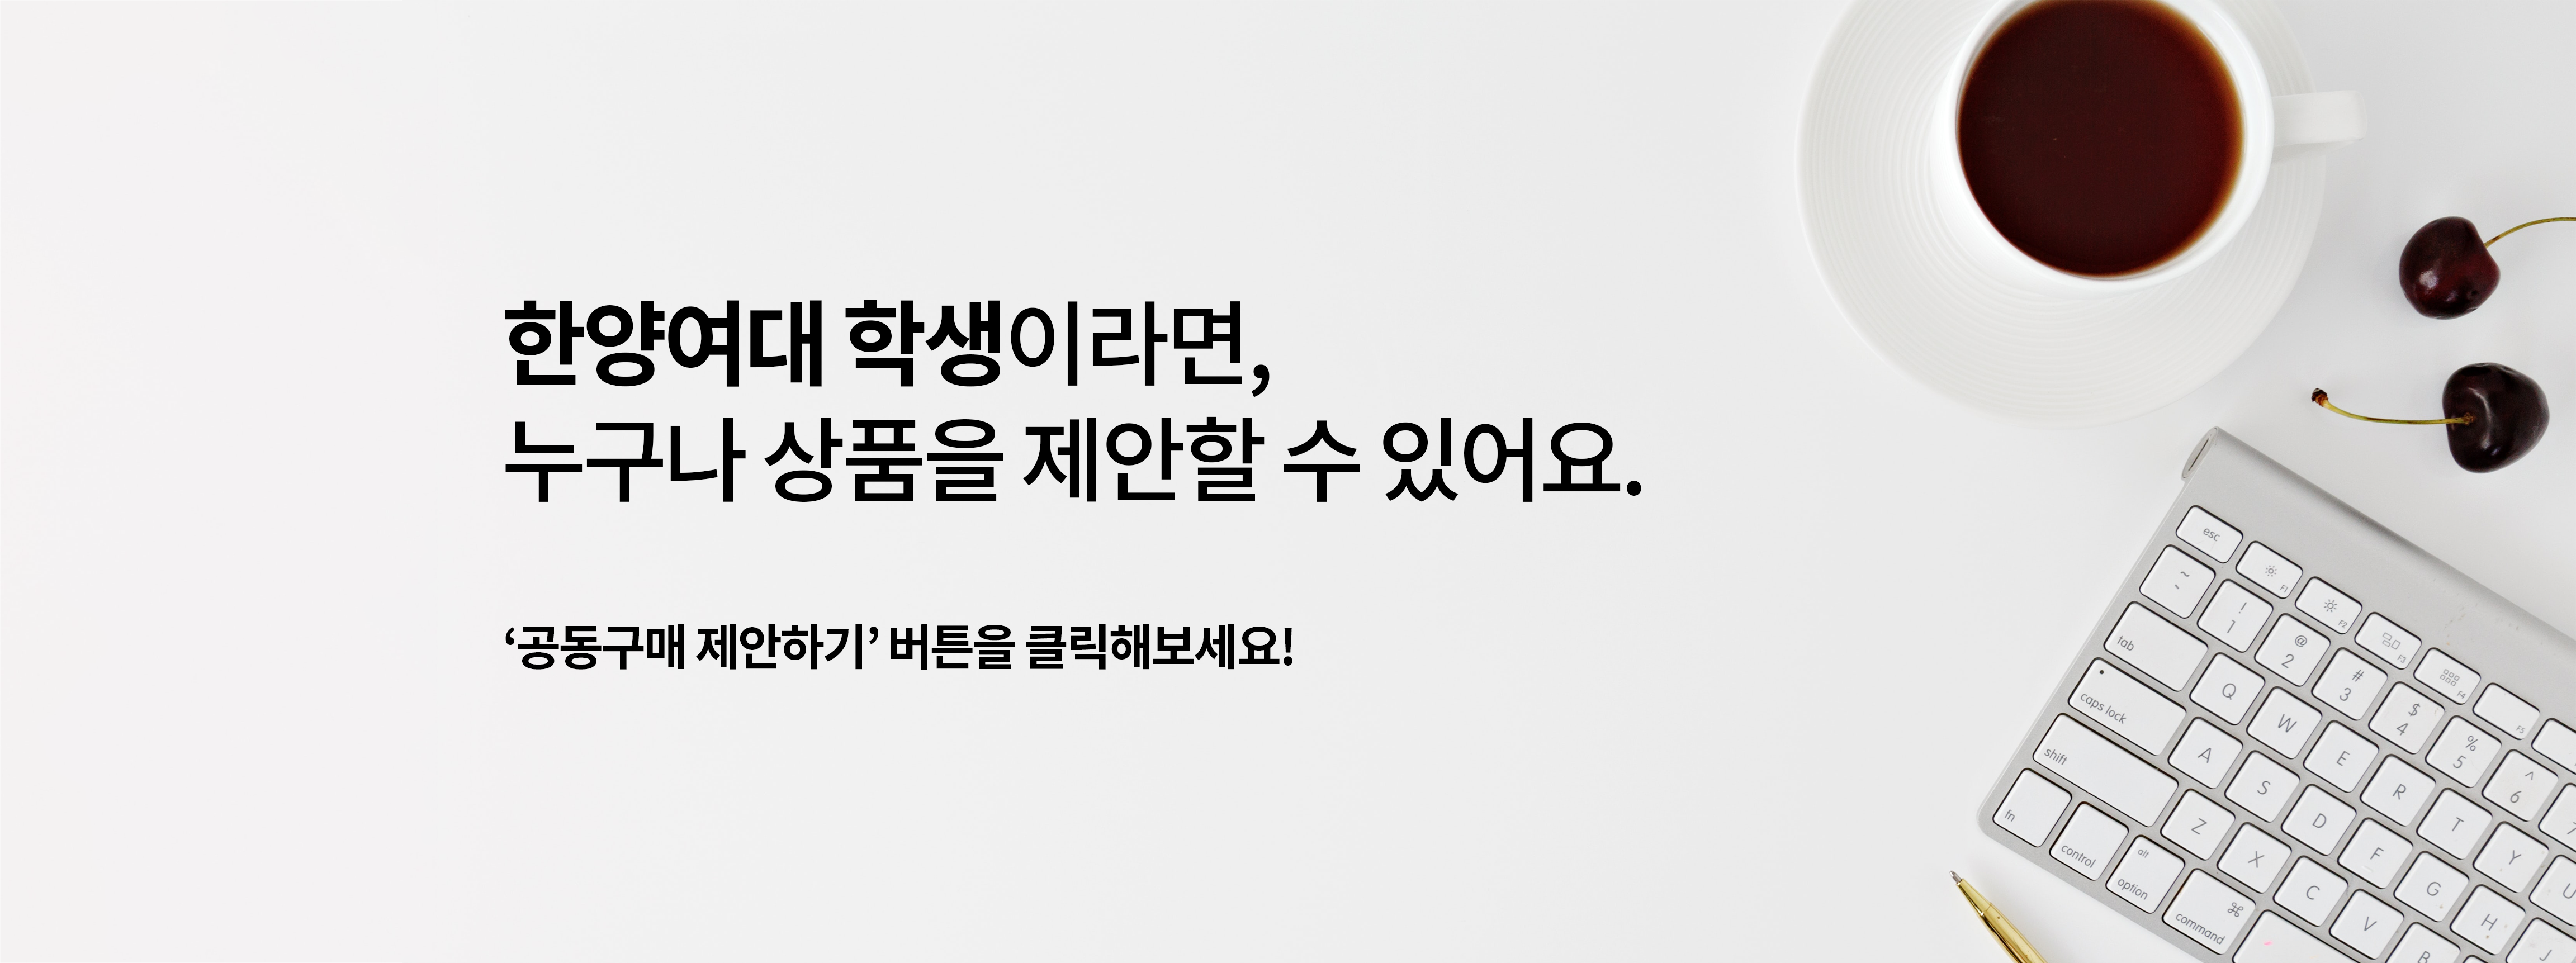 한양여대 학생이라면,
누구나 상품을 제안할 수 있어요.
‘공동구매 제안하기’ 버튼을 클릭해보세요!
esc
F1
F2
F3
F4
F5
~
`
!
1
@
2
#
3
$
4
%
5
^
6
tab
Q
W
E
R
T
Y
U
caps lock
A
S
D
F
G
H
J
shift
Z
X
C
V
B
fn
control
alt
option
⌘
command